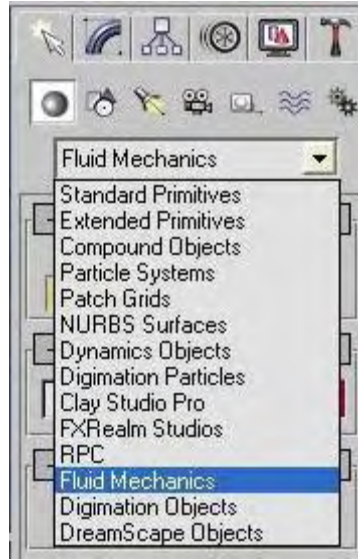 Fluid Mechanics
Standard Primitives
Extended Primitives
Compound Objects
Particle Systems
Patch Grids
NURBS Surfaces
Dynamics Objects
Digimation Particles
Clay Studio Pro
FXRealm Studios
RPC
Fluid Mechanics
Digimation Objects
DreamScape Objects